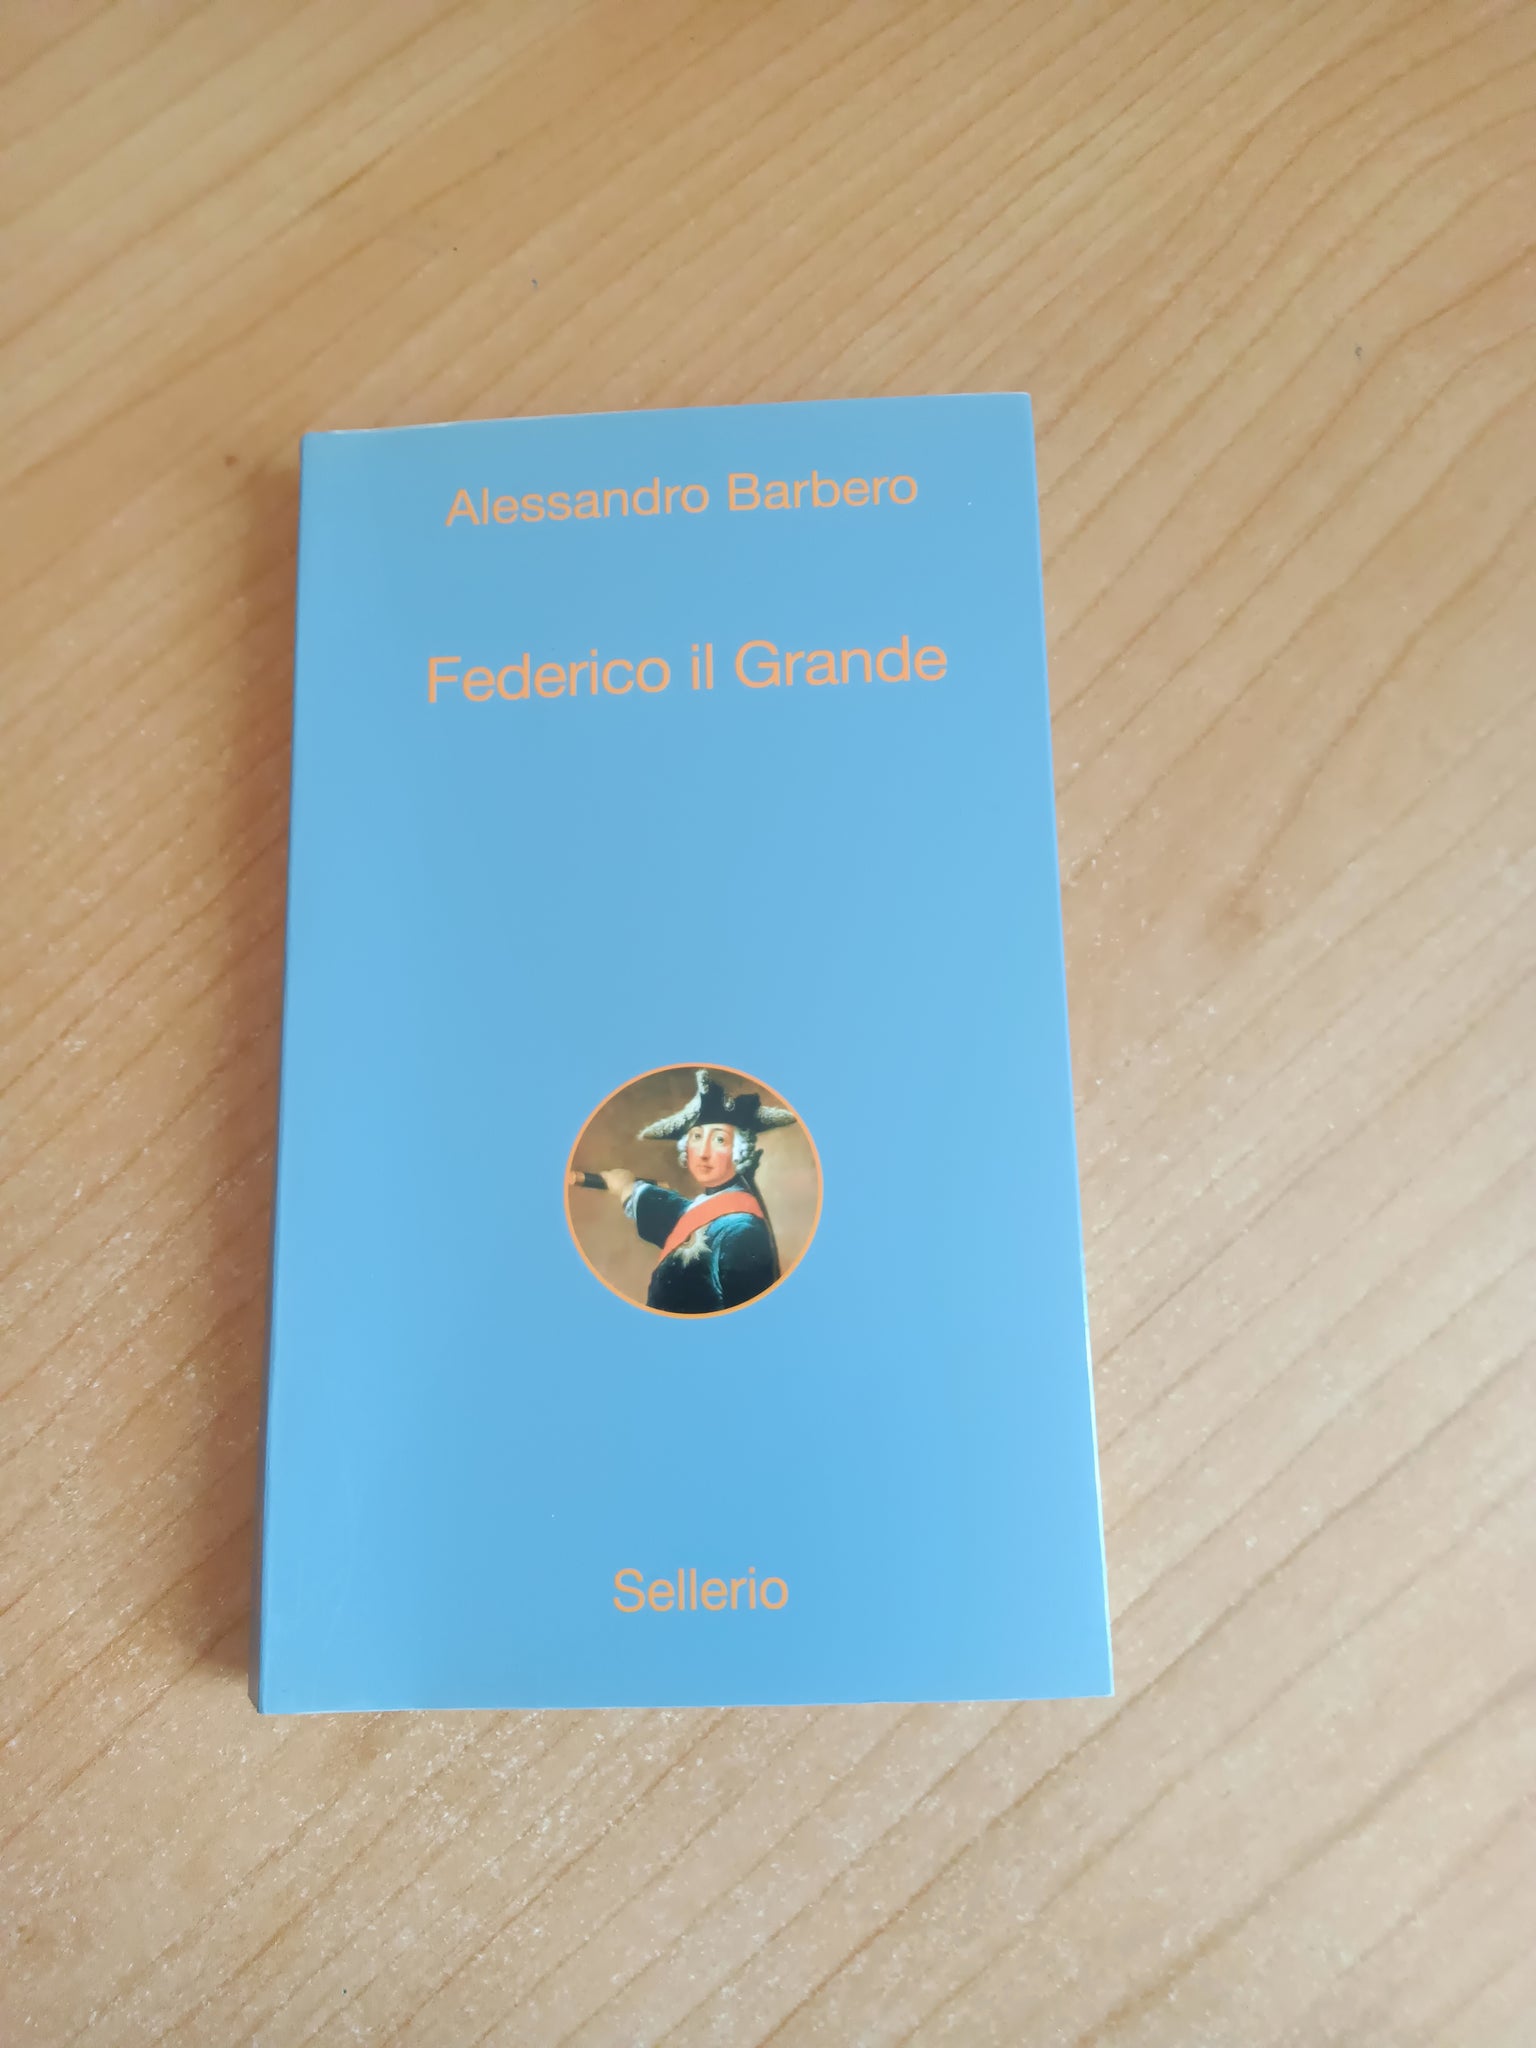 Alessandro Barbero
Federico il Grande
Sellerio